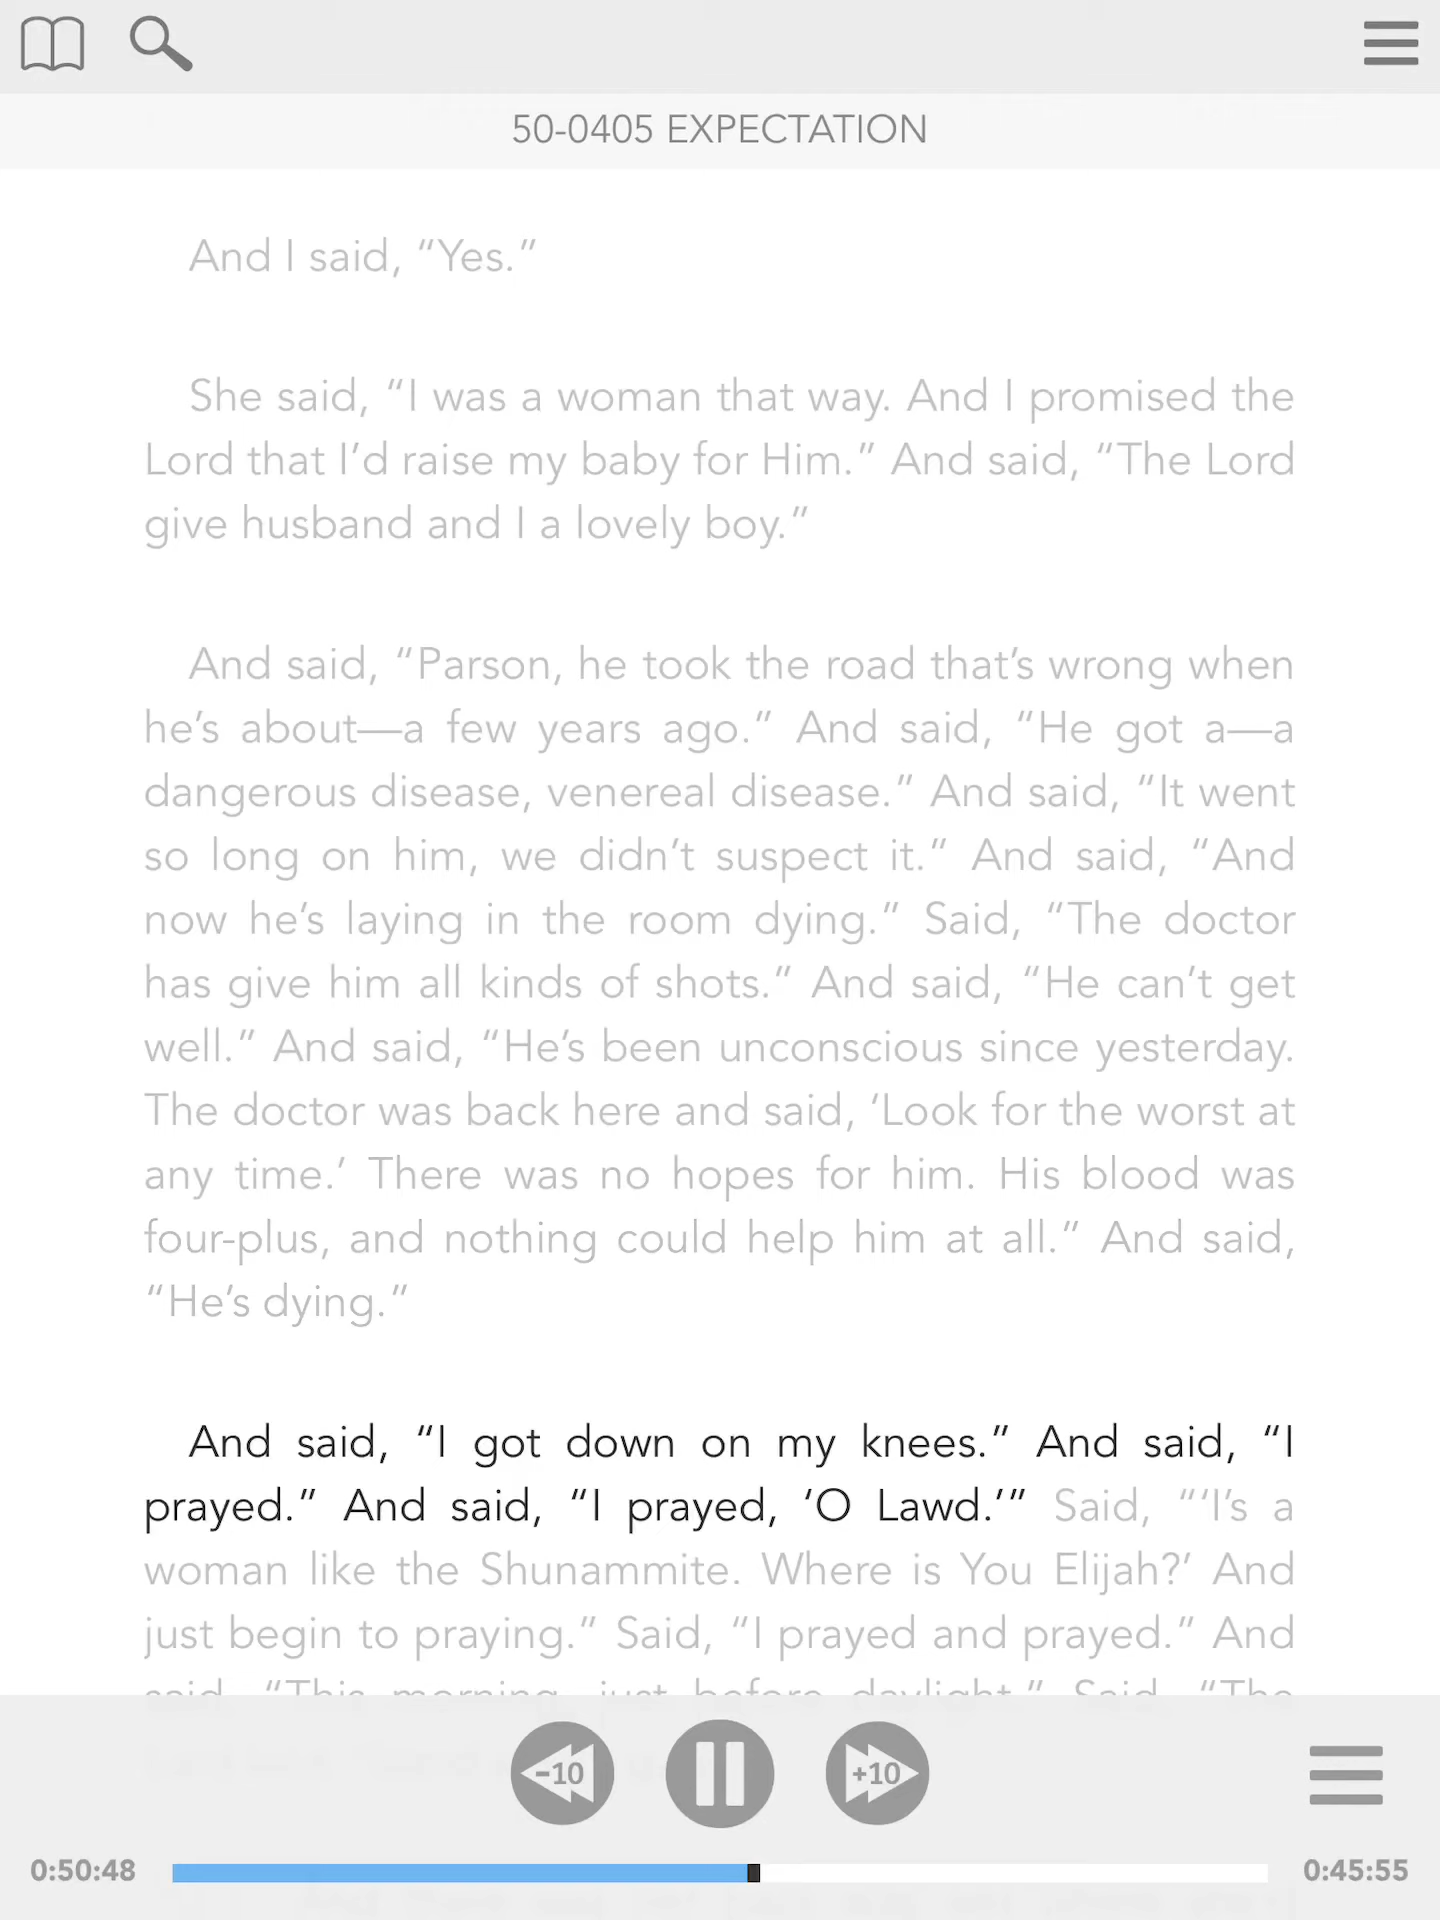 50-0405 EXPECTATION
And I said, “Yes.”
She said, “I was a woman that way. And I promised the
Lord that I’d raise my baby for Him.” And said, “The Lord
give husband and I a lovely boy.”
And said, “Parson, he took the road that’s wrong when
he’s about—a few years ago.” And said, “He got a—a
dangerous disease, venereal disease.” And said, “It went
so long on him, we didn’t suspect it.” And said, “And
now he’s laying in the room dying.” Said, “The doctor
has give him all kinds of shots.” And said, “He can’t get
well.” And said, “He’s been unconscious since yesterday.
The doctor was back here and said, ‘Look for the worst at
any time.’ There was no hopes for him. His blood was
four-plus, and nothing could help him at all.” And said,
“He’s dying.”
And said, “I got down on my knees.” And said, “I
prayed.” And said, “I prayed, ‘O Lawd.’” Said, “‘I’s a
woman like the Shunammite. Where is You Elijah?’ And
just begin to praying.” Said, “I prayed and prayed.” And
said, “This morning, just before daylight.” Said, “The
-10 +10
0:50:48 0:45:55